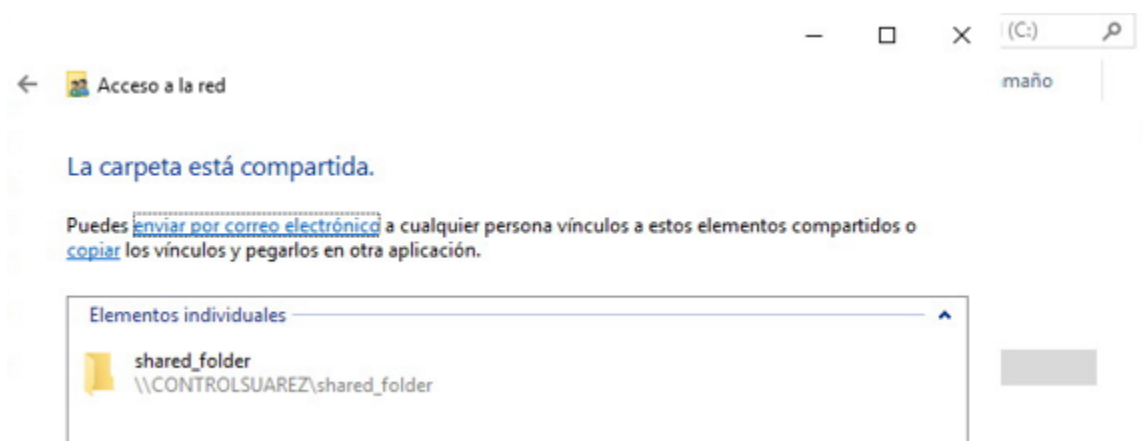 (C:)
Acceso a la red
maño
La carpeta está compartida.
Puedes enviar por correo electrónico a cualquier persona vínculos a estos elementos compartidos o
copiar los vínculos y pegarlos en otra aplicación.
Elementos individuales
shared_folder
\\CONTROLSUAREZ\shared_folder